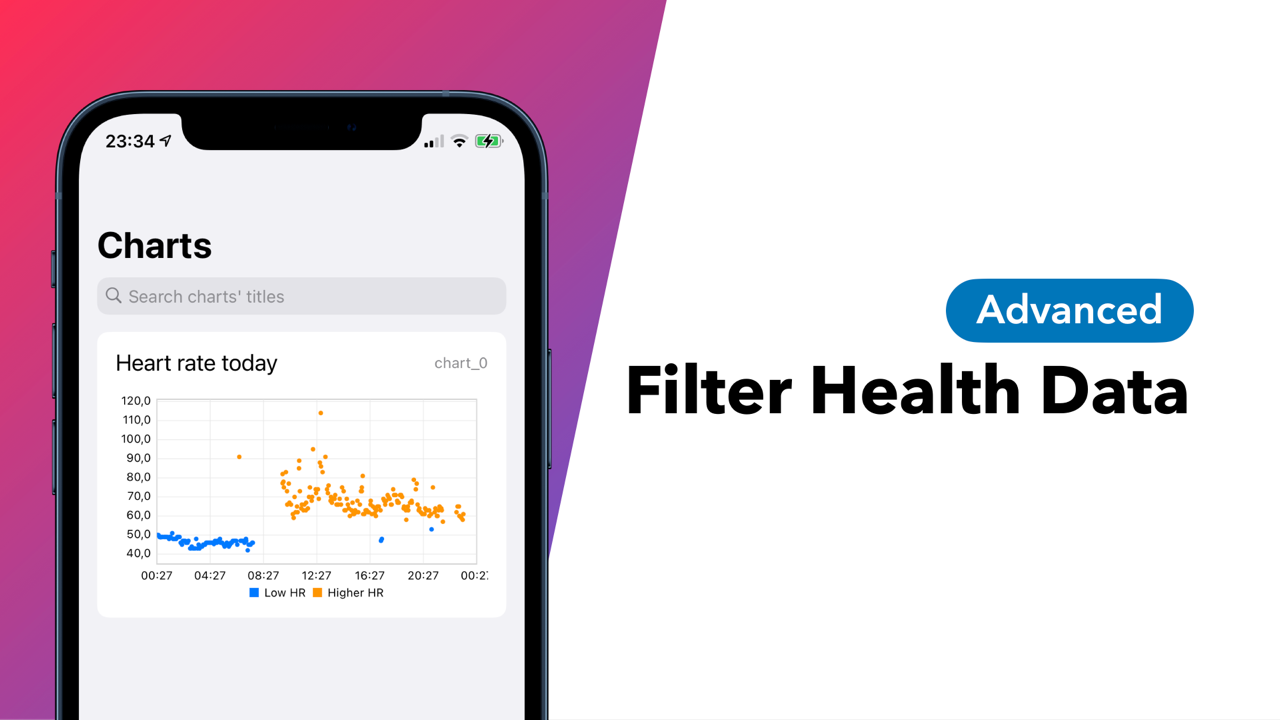 23:34
Charts
Search charts' titles
Heart rate today
chart_0
120,0
110,0
100,0
90,0
80,0
70,0
60,0
50,0
40,0
00:27 04:27 08:27 12:27 16:27 20:27 00:2
Low HR Higher HR
Advanced
Filter Health Data